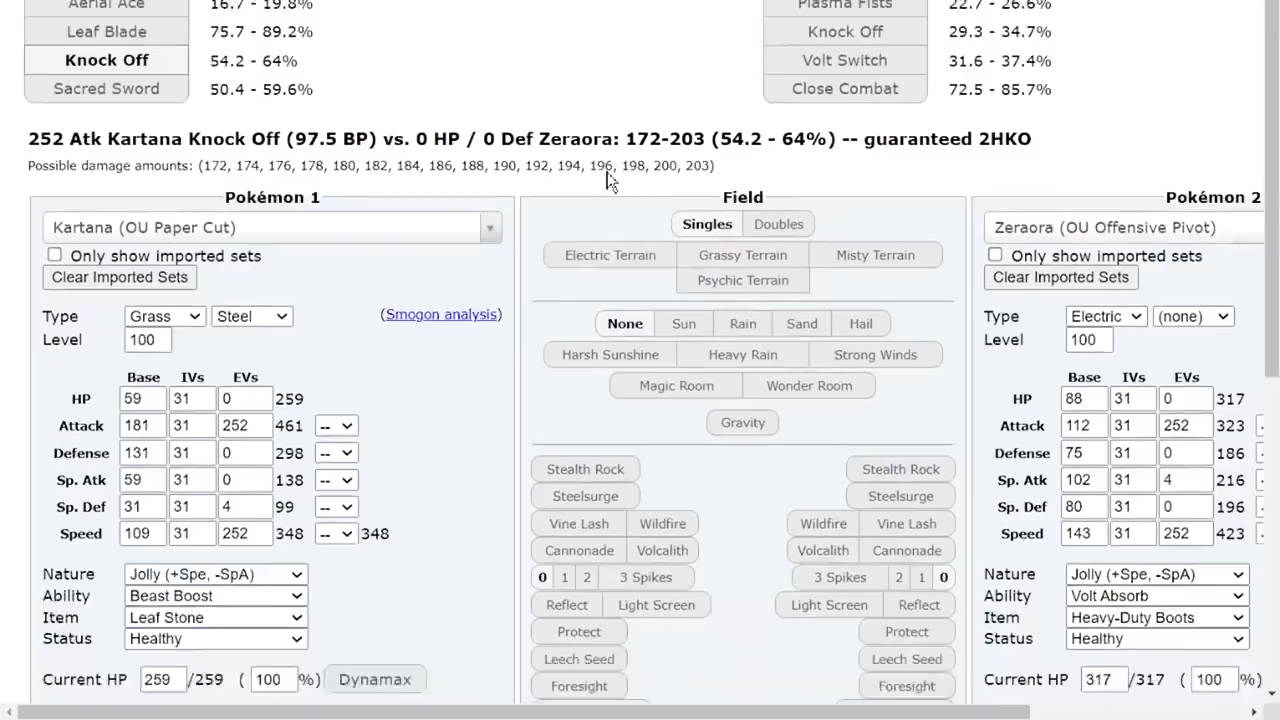 Aerial Ace 16.7 - 19.8% Plasma Fists 22.7 - 26.6%
Leaf Blade 75.7 - 89.2% Knock Off 29.3 - 34.7%
Knock Off 54.2 - 64% Volt Switch 31.6 - 37.4%
Sacred Sword 50.4 - 59.6% Close Combat 72.5 - 85.7%
252 Atk Kartana Knock Off (97.5 BP) vs. 0 HP / 0 Def Zeraora: 172-203 (54.2 - 64%) -- guaranteed 2HKO
Possible damage amounts: (172, 174, 176, 178, 180, 182, 184, 186, 188, 190, 192, 194, 196, 198, 200, 203)
Pokémon 1
Kartana (OU Paper Cut)
Only show imported sets
Clear Imported Sets
Type Grass Steel (Smogon analysis)
Level 100
Base IVs EVs
HP 59 31 0 259
Attack 181 31 252 461 --
Defense 131 31 0 298 --
Sp. Atk 59 31 0 138 --
Sp. Def 31 31 4 99 --
Speed 109 31 252 348 -- 348
Nature Jolly (+Spe, -SpA)
Ability Beast Boost
Item Leaf Stone
Status Healthy
Current HP 259 /259 ( 100 %) Dynamax
Field
Singles Doubles
Electric Terrain Grassy Terrain Misty Terrain
Psychic Terrain
None Sun Rain Sand Hail
Harsh Sunshine Heavy Rain Strong Winds
Magic Room Wonder Room
Gravity
Stealth Rock Stealth Rock
Steelsurge Steelsurge
Vine Lash Wildfire Wildfire Vine Lash
Cannonade Volcalith Volcalith Cannonade
0 1 2 3 Spikes 3 Spikes 2 1 0
Reflect Light Screen Light Screen Reflect
Protect Protect
Leech Seed Leech Seed
Foresight Foresight
Pokémon 2
Zeraora (OU Offensive Pivot)
Only show imported sets
Clear Imported Sets
Type Electric (none)
Level 100
Base IVs EVs
HP 88 31 0 317
Attack 112 31 252 323
Defense 75 31 0 186
Sp. Atk 102 31 4 216
Sp. Def 80 31 0 196
Speed 143 31 252 423
Nature Jolly (+Spe, -SpA)
Ability Volt Absorb
Item Heavy-Duty Boots
Status Healthy
Current HP 317 /317 ( 100 %)